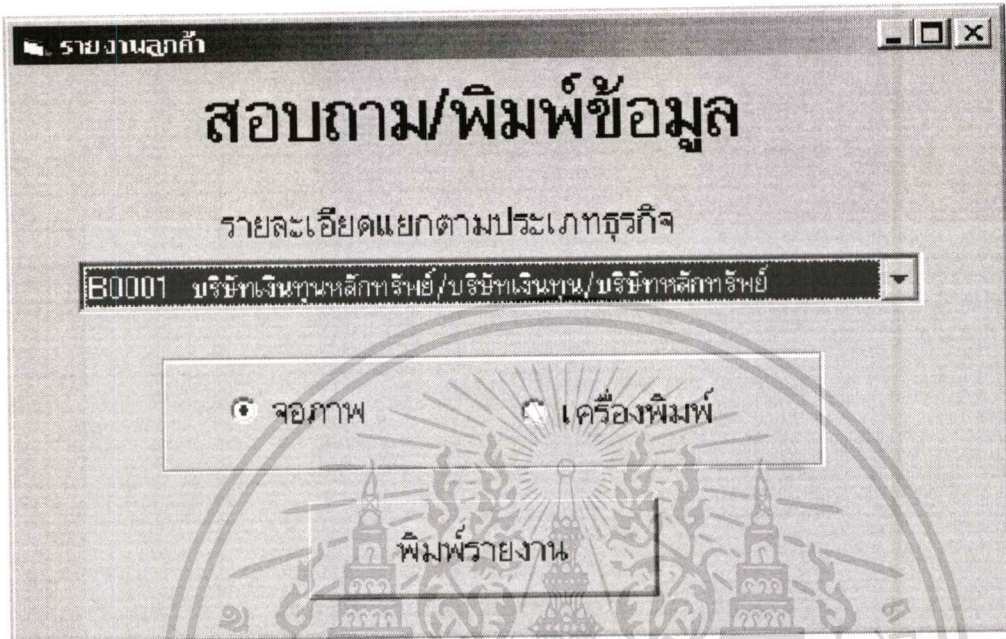 รายงานลูกค้า
สอบถาม/พิมพ์ข้อมูล
รายละเอียดแยกตามประเภทธุรกิจ
B0001 บริษัทเงินทุนหลักทรัพย์/บริษัทเงินทุน/บริษัทหลักทรัพย์
จอภาพ เครื่องพิมพ์
พิมพ์รายงาน